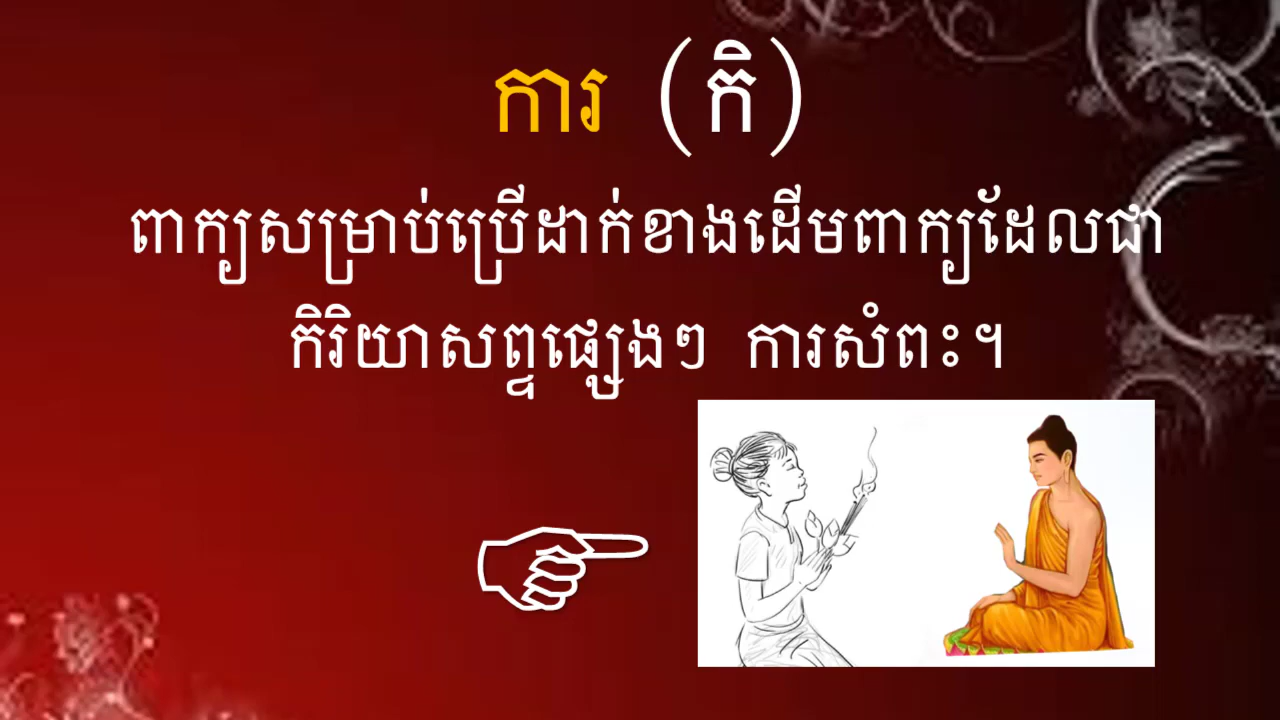 ការ (កិ)
ពាក្យសម្រាប់ប្រើដាក់ខាងដើមពាក្យដែលជា
កិរិយាសព្ទផ្សេងៗ ការសំពះ។